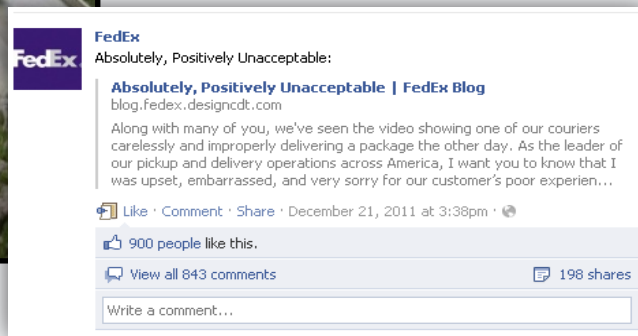 FedEx
FedEx
Absolutely, Positively Unacceptable:
Absolutely, Positively Unacceptable | FedEx Blog
blog.fedex.designcdt.com
Along with many of you, we've seen the video showing one of our couriers
carelessly and improperly delivering a package the other day. As the leader of
our pickup and delivery operations across America, I want you to know that I
was upset, embarrassed, and very sorry for our customer's poor experien...
Like · Comment · Share · December 21, 2011 at 3:38pm ·
900 people like this.
View all 843 comments 198 shares
Write a comment...